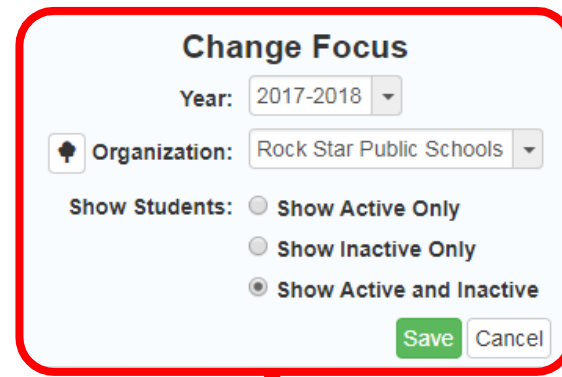 Change Focus
Year: 2017-2018
Organization: Rock Star Public Schools
Show Students: Show Active Only
Show Inactive Only
Show Active and Inactive
Save Cancel